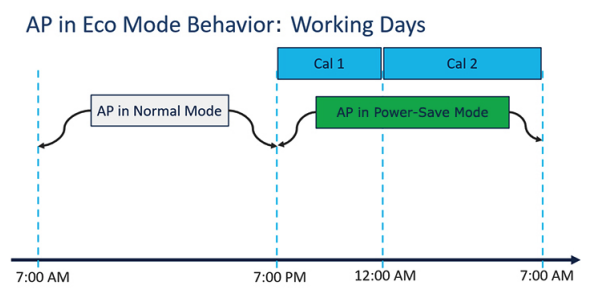 AP in Eco Mode Behavior: Working Days
Cal 1
Cal 2
AP in Normal Mode
AP in Power-Save Mode
7:00 AM
7:00 PM
12:00 AM
7:00 AM